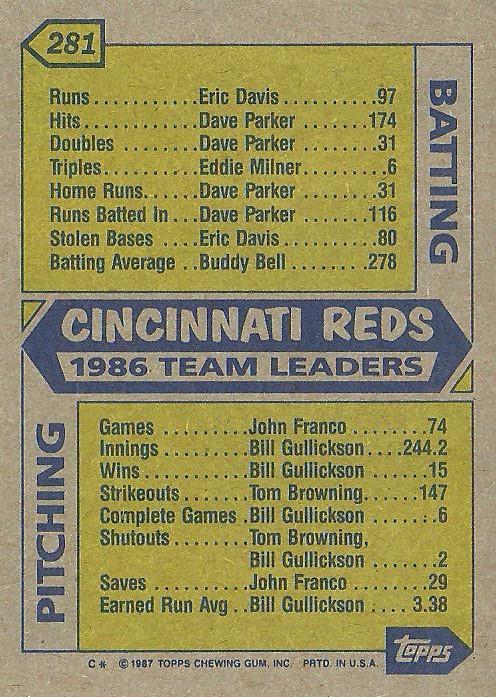 281
BATTING
Runs...........Eric Davis..........97
Hits............Dave Parker ........174
Doubles .......Dave Parker .........31
Triples..........Eddie Milner..........6
Home Runs......Dave Parker .........31
Runs Batted In...Dave Parker ........116
Stolen Bases ....Eric Davis..........80
Batting Average ..Buddy Bell.........278
CINCINNATI REDS
1986 TEAM LEADERS
PITCHING
Games .........John Franco ........74
Innings.........Bill Gullickson....244.2
Wins...........Bill Gullickson ......15
Strikeouts.......Tom Browning......147
Complete Games .Bill Gullickson ......6
Shutouts........Tom Browning,
Bill Gullickson .......2
Saves ..........John Franco ........29
Earned Run Avg ..Bill Gullickson .... 3.38
topps
C* © 1987 TOPPS CHEWING GUM, INC. PRTD. IN U.S.A.